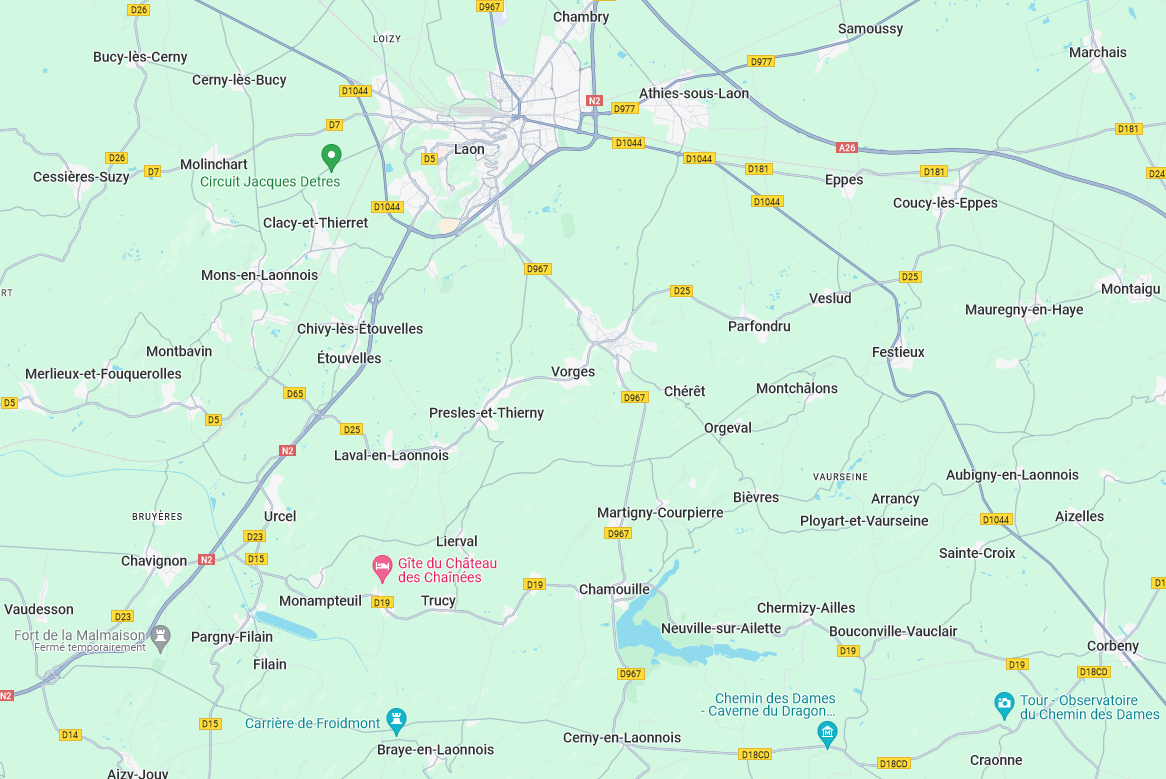 D26
D967
Chambry
LOIZY
Samoussy
Bucy-lès-Cerny
Marchais
D977
Cerny-lès-Bucy
D1044
Athies-sous-Laon
N2
D977
D7
D181
D1044
Laon
A26
D26
D5
D1044
Molinchart
D7
D181
D181
D24
Cessières-Suzy
Circuit Jacques Detres
Eppes
D1044
D1044
Coucy-lès-Eppes
Clacy-et-Thierret
D967
Mons-en-Laonnois
D25
RT
D25
Montaigu
Veslud
Mauregny-en-Haye
Chivy-lès-Étouvelles
Parfondru
Montbavin
Étouvelles
Festieux
Merlieux-et-Fouquerolles
Vorges
Chérêt
Montchâlons
D65
D967
D5
D5
Presles-et-Thierny
D25
Orgeval
N2
Laval-en-Laonnois
VAURSEINE
Aubigny-en-Laonnois
Bièvres
Arrancy
BRUYÈRES
Urcel
Martigny-Courpierre
Ployart-et-Vaurseine
D1044
Aizelles
D23
D967
Lierval
Sainte-Croix
Chavignon
N2
D15
Gîte du Château
des Chaînées
D19
D1
Chamouille
Monampteuil
D19
Trucy
Vaudesson
D23
Chermizy-Ailles
Neuville-sur-Ailette
Bouconville-Vauclair
Fort de la Malmaison
Fermé temporairement
Pargny-Filain
Corbeny
D19
Filain
D19
D967
D18CD
N2
Chemin des Dames
- Caverne du Dragon...
Tour - Observatoire
du Chemin des Dames
D15
Carrière de Froidmont
D14
Cerny-en-Laonnois
Braye-en-Laonnois
D18CD
D18CD
Craonne
Aizy-Jouy